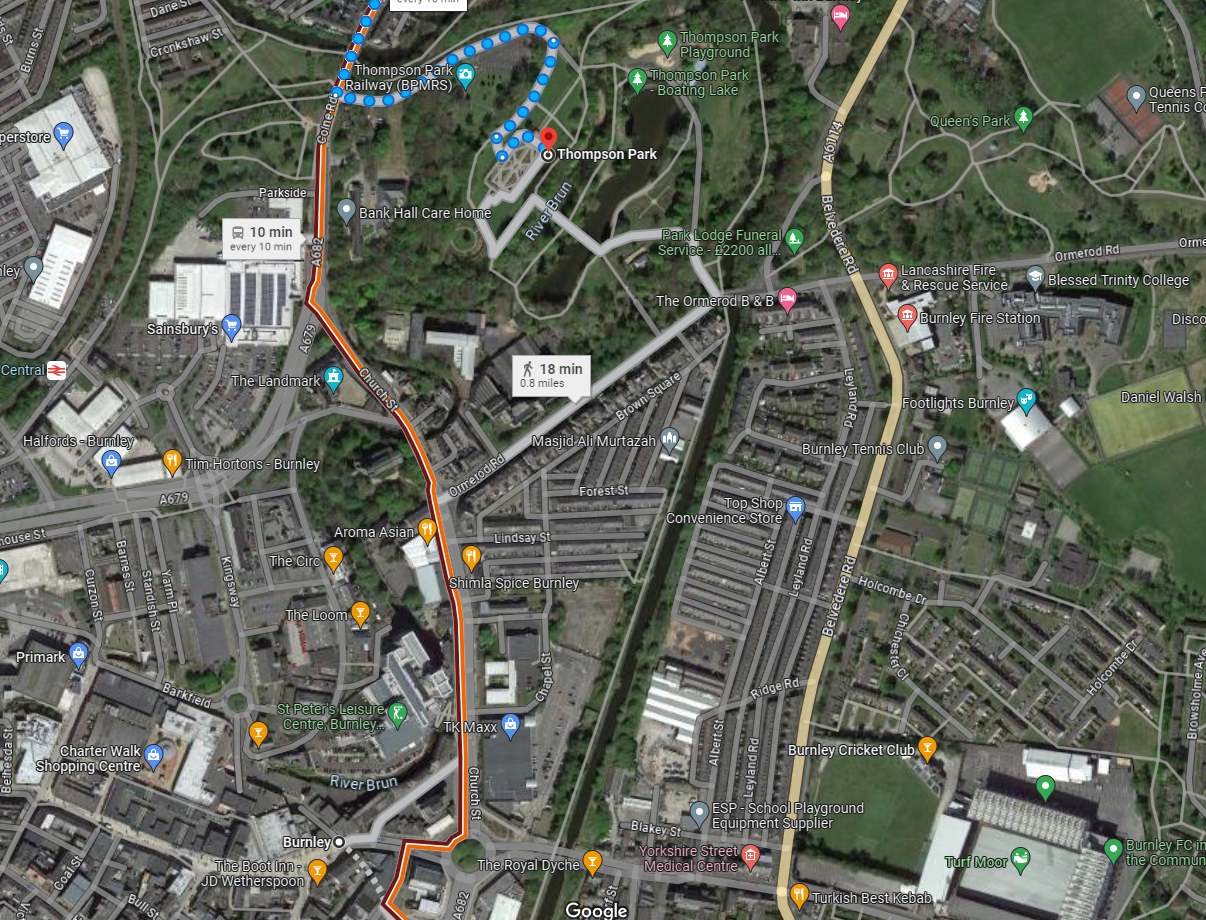 every 10 min
Dane St
Cronkshaw St
Burns St
Thompson Park
Playground
Thompson Park
Railway (BPMRS)
Thompson Park
- Boating Lake
Queens P
Tennis Co
Queen's Park
Colne Rd
A6114
perstore
Thompson Park
Parkside
River Brun
Bank Hall Care Home
Belvedere Rd
10 min
every 10 min
A682
Park Lodge Funeral
Service - £2200 all...
Ormerod Rd
Orme
nley
Lancashire Fire
& Rescue Service
Blessed Trinity College
The Ormerod B & B
Burnley Fire Station
Disco
Sainsbury's
A679
Central
The Landmark
Church St
18 min
0.8 miles
Brown Square
Leyland Rd
Footlights Burnley
Daniel Walsh
Halfords - Burnley
Masjid Ali Murtazah
Burnley Tennis Club
Tim Hortons - Burnley
Ormerod Rd
A679
Forest St
Top Shop
Convenience Store
house St
Aroma Asian
Lindsay St
The Circ
Shimla Spice Burnley
Curzon St
Barnes St
Standish St
Yarm Pl
Kingsway
Albert St
Leyland Rd
Belvedere Rd
Holcombe Dr
The Loom
Chichester Cl
Primark
Chapel St
Holcombe Dr
Browsholme Ave
Barkfield
Ridge Rd
St Peter's Leisure
Centre, Burnley...
TK Maxx
Albert St
Leyland Rd
Burnley Cricket Club
Bethesda St
Charter Walk
Shopping Centre
River Brun
Church St
ESP - School Playground
Equipment Supplier
Blakey St
Burnley
The Royal Dyche
Yorkshire Street
Medical Centre
Turf Moor
Burnley FC in
the Commun
The Boot Inn -
JD Wetherspoon
Coal St
Bull St
A682
Turkish Best Kebab
Google